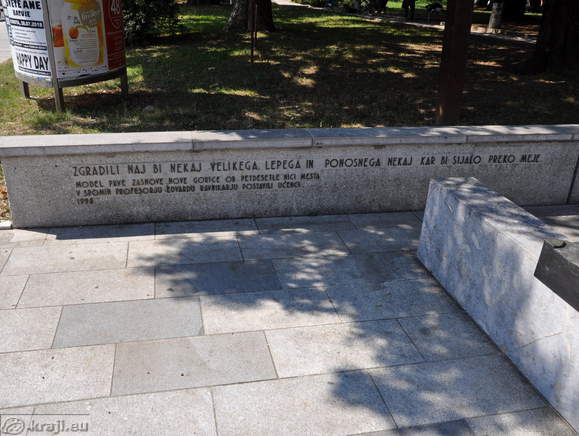 HAPPY DAY
ZGRADILI NAJ BI NEKAJ VELIKEGA, LEPEGA IN PONOSNEGA NEKAJ KAR BI SIJALO PREKO MEJE
MODEL PRVE ZASNOVE NOVE GORICE OB PETDESETLETNICI MESTA
V SPOMIN PROFESORJU EDVARDU RAVNIKARJU POSTAVILI UČENCI
1998
kraji.eu